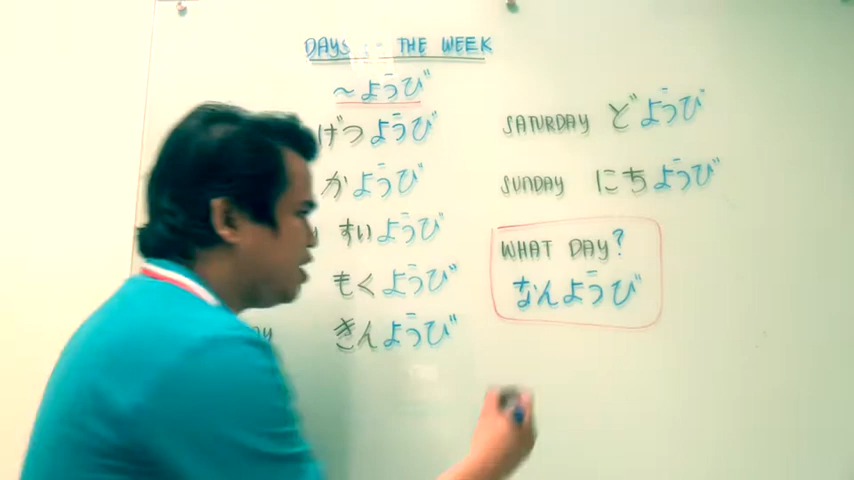 DAYS THE WEEK
~ようび
げつようび
かようび
すいようび
もくようび
きんようび
SATURDAY どようび
SUNDAY にちようび
WHAT DAY?
なんようび